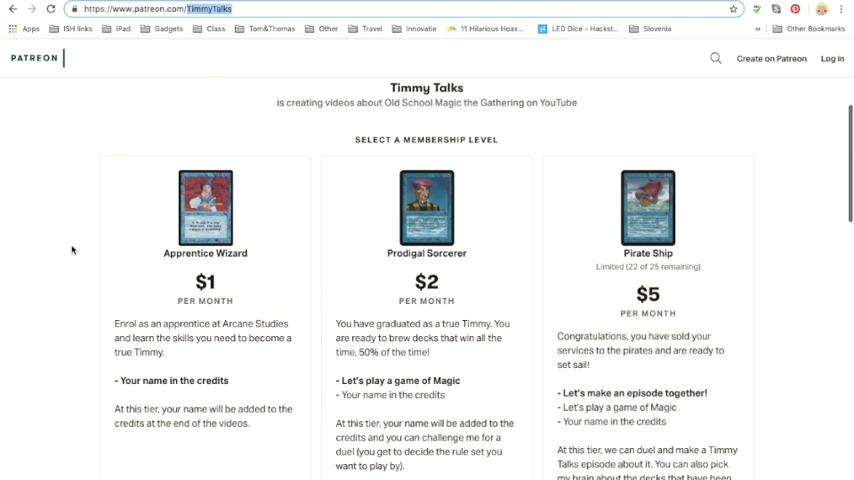 https://www.patreon.com/TimmyTalks
Apps ISH links iPad Gadgets Class Tom&Thomas Other Travel Innovatie 11 Hilarious Hoax... LED Dice - Hackst... Slovenia » Other Bookmarks
PATREON Create on Patreon Log in
Timmy Talks
is creating videos about Old School Magic the Gathering on YouTube
SELECT A MEMBERSHIP LEVEL
Apprentice Wizard
$1
PER MONTH
Enrol as an apprentice at Arcane Studies
and learn the skills you need to become a
true Timmy.
- Your name in the credits
At this tier, your name will be added to the
credits at the end of the videos.
Prodigal Sorcerer
$2
PER MONTH
You have graduated as a true Timmy. You
are ready to brew decks that win all the
time, 50% of the time!
- Let's play a game of Magic
- Your name in the credits
At this tier, your name will be added to the
credits and you can challenge me for a
duel (you get to decide the rule set you
want to play by).
Pirate Ship
Limited (22 of 25 remaining)
$5
PER MONTH
Congratulations, you have sold your
services to the pirates and are ready to
set sail!
- Let's make an episode together!
- Let's play a game of Magic
- Your name in the credits
At this tier, we can duel and make a Timmy
Talks episode about it. You can also pick
my brain about the decks that have been